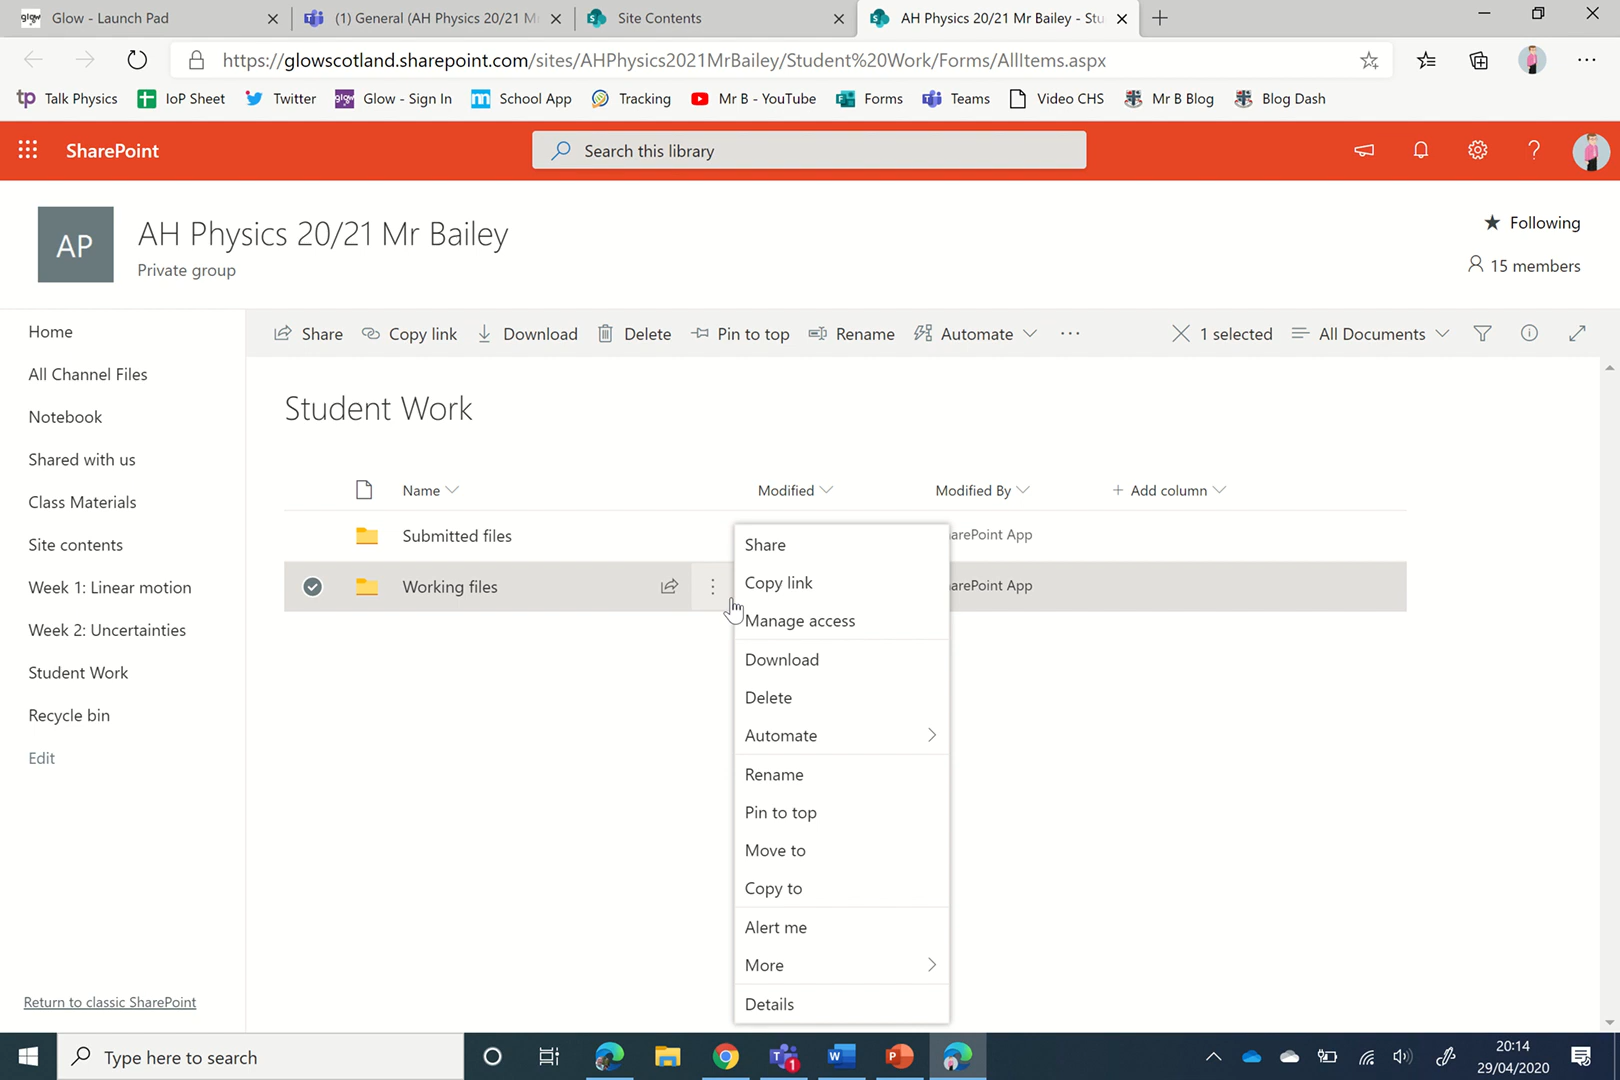 glow
Glow - Launch Pad
(1) General (AH Physics 20/21 M
Site Contents
AH Physics 20/21 Mr Bailey - Stu
https://glowscotland.sharepoint.com/sites/AHPhysics2021MrBailey/Student%20Work/Forms/AllItems.aspx
tp Talk Physics
IoP Sheet
Twitter
glow Glow - Sign In
School App
Tracking
Mr B - YouTube
Forms
Teams
Video CHS
Mr B Blog
Blog Dash
SharePoint
Search this library
AP
AH Physics 20/21 Mr Bailey
Private group
Following
15 members
Home
All Channel Files
Notebook
Shared with us
Class Materials
Site contents
Week 1: Linear motion
Week 2: Uncertainties
Student Work
Recycle bin
Edit
Return to classic SharePoint
Share
Copy link
Download
Delete
Pin to top
Rename
Automate
1 selected
All Documents
Student Work
Name
Modified
Modified By
Add column
Submitted files
arePoint App
Working files
arePoint App
Share
Copy link
Manage access
Download
Delete
Automate
Rename
Pin to top
Move to
Copy to
Alert me
More
Details
Type here to search
1
20:14
29/04/2020